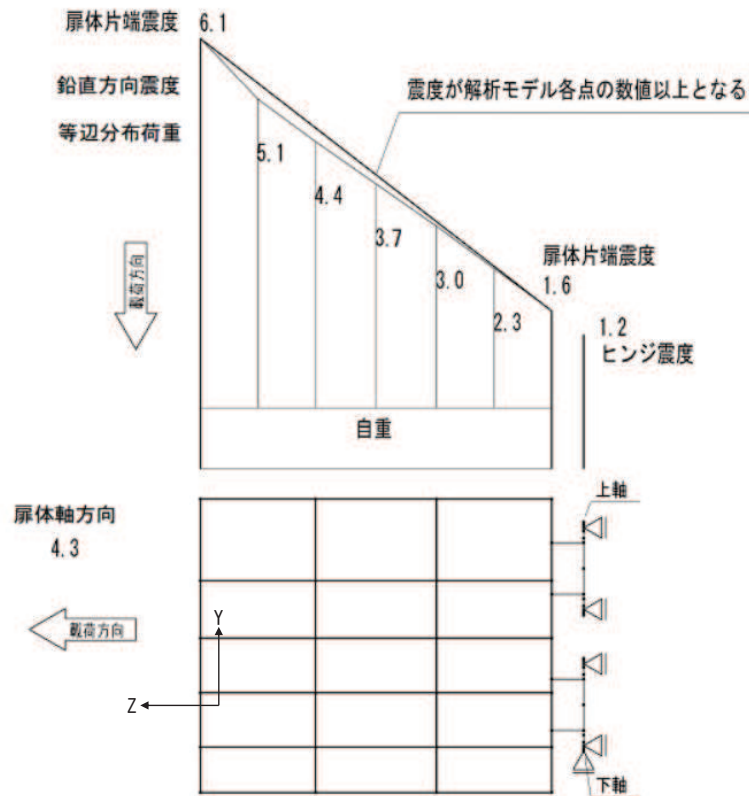 扉体片端震度 6.1
鉛直方向震度
等辺分布荷重
震度が解析モデル各点の数値以上となる
5.1
4.4
3.7
3.0
2.3
扉体片端震度
1.6
1.2
ヒンジ震度
載荷方向
自重
扉体軸方向
4.3
載荷方向
Y
Z
上軸
下軸